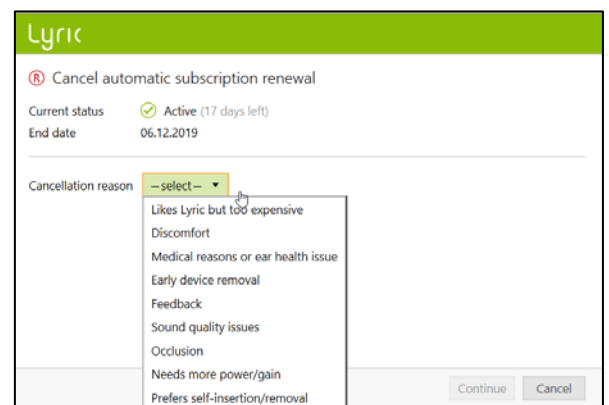 Lyric
R Cancel automatic subscription renewal
Current status Active (17 days left)
End date 06.12.2019
Cancellation reason —select—
Likes Lyric but too expensive
Discomfort
Medical reasons or ear health issue
Early device removal
Feedback
Sound quality issues
Occlusion
Needs more power/gain
Continue Cancel
Prefers self-insertion/removal